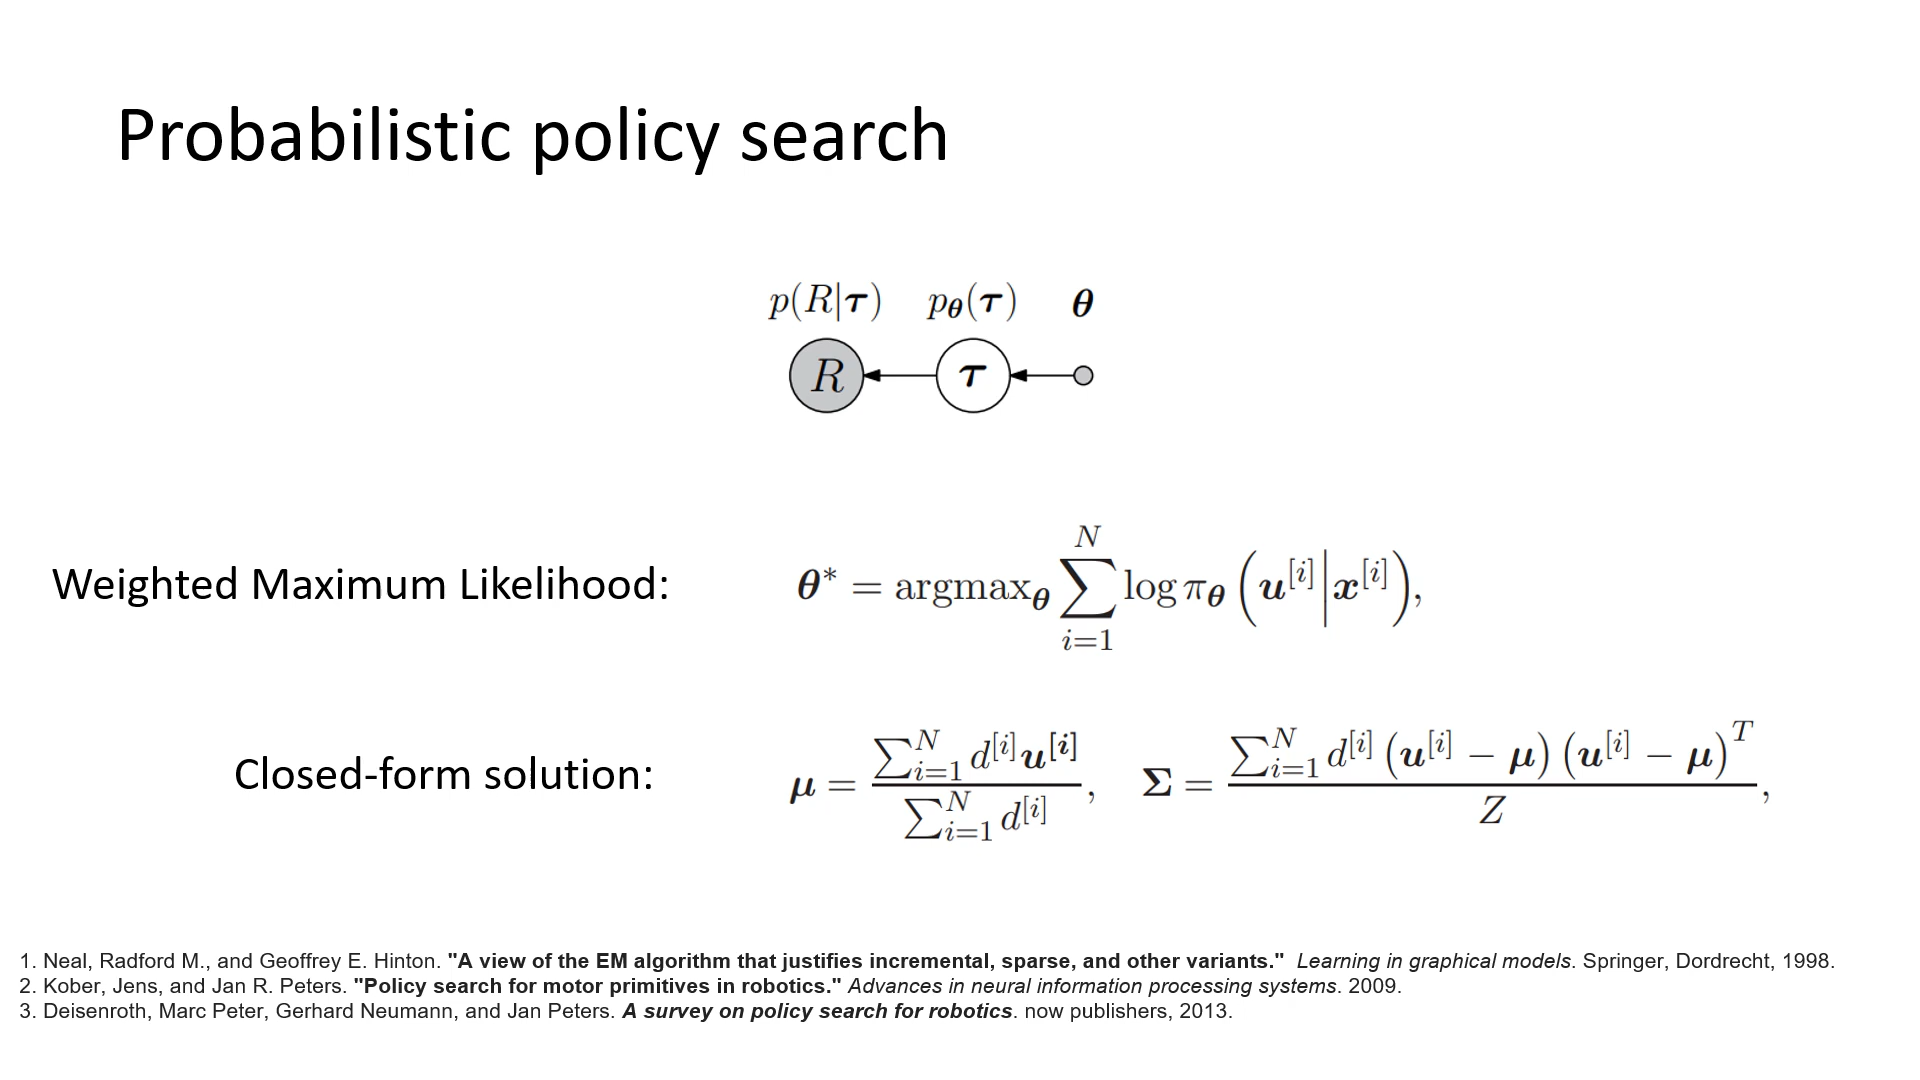 Probabilistic policy search
p(R|τ) p_θ(τ) θ
R τ
Weighted Maximum Likelihood: θ* = argmax_θ ∑_{i=1}^{N} log π_θ (u^{[i]} | x^{[i]}),
Closed-form solution: μ = \frac{∑_{i=1}^{N} d^{[i]} u^{[i]}}{∑_{i=1}^{N} d^{[i]}}, Σ = \frac{∑_{i=1}^{N} d^{[i]} (u^{[i]} − μ) (u^{[i]} − μ)^T}{Z},
1. Neal, Radford M., and Geoffrey E. Hinton. "A view of the EM algorithm that justifies incremental, sparse, and other variants." Learning in graphical models. Springer, Dordrecht, 1998.
2. Kober, Jens, and Jan R. Peters. "Policy search for motor primitives in robotics." Advances in neural information processing systems. 2009.
3. Deisenroth, Marc Peter, Gerhard Neumann, and Jan Peters. A survey on policy search for robotics. now publishers, 2013.